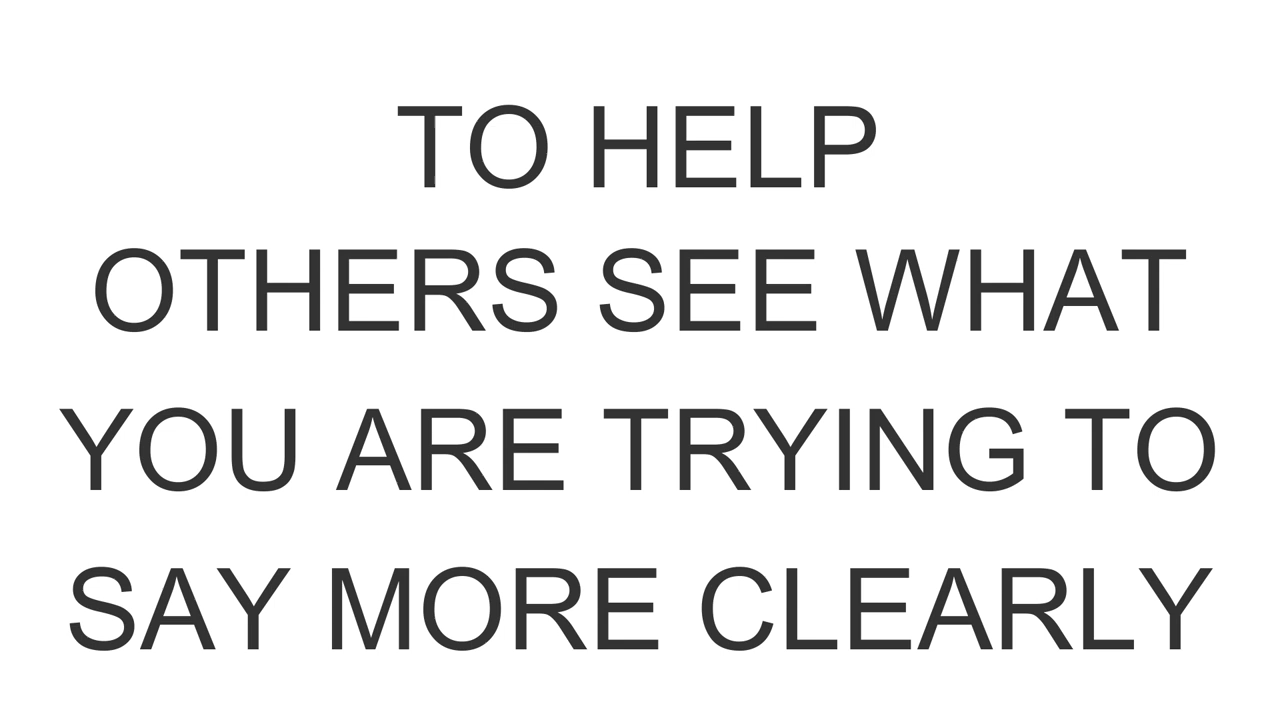 TO HELP
OTHERS SEE WHAT
YOU ARE TRYING TO
SAY MORE CLEARLY